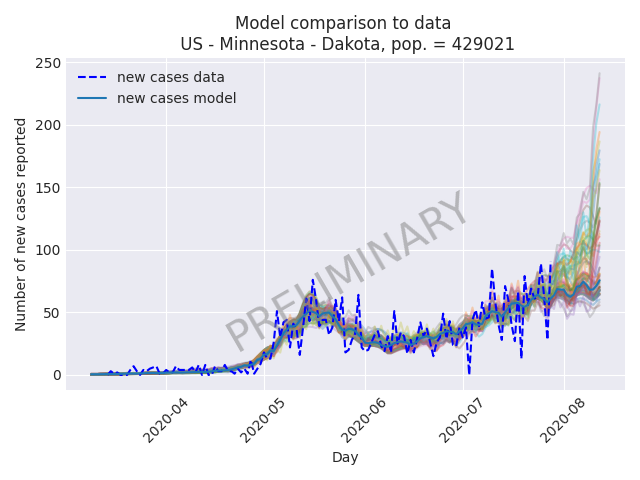 Model comparison to data
US - Minnesota - Dakota, pop. = 429021
250
200
150
100
50
0
Number of new cases reported
new cases data
new cases model
PRELIMINARY
2020-04
2020-05
2020-06
2020-07
2020-08
Day